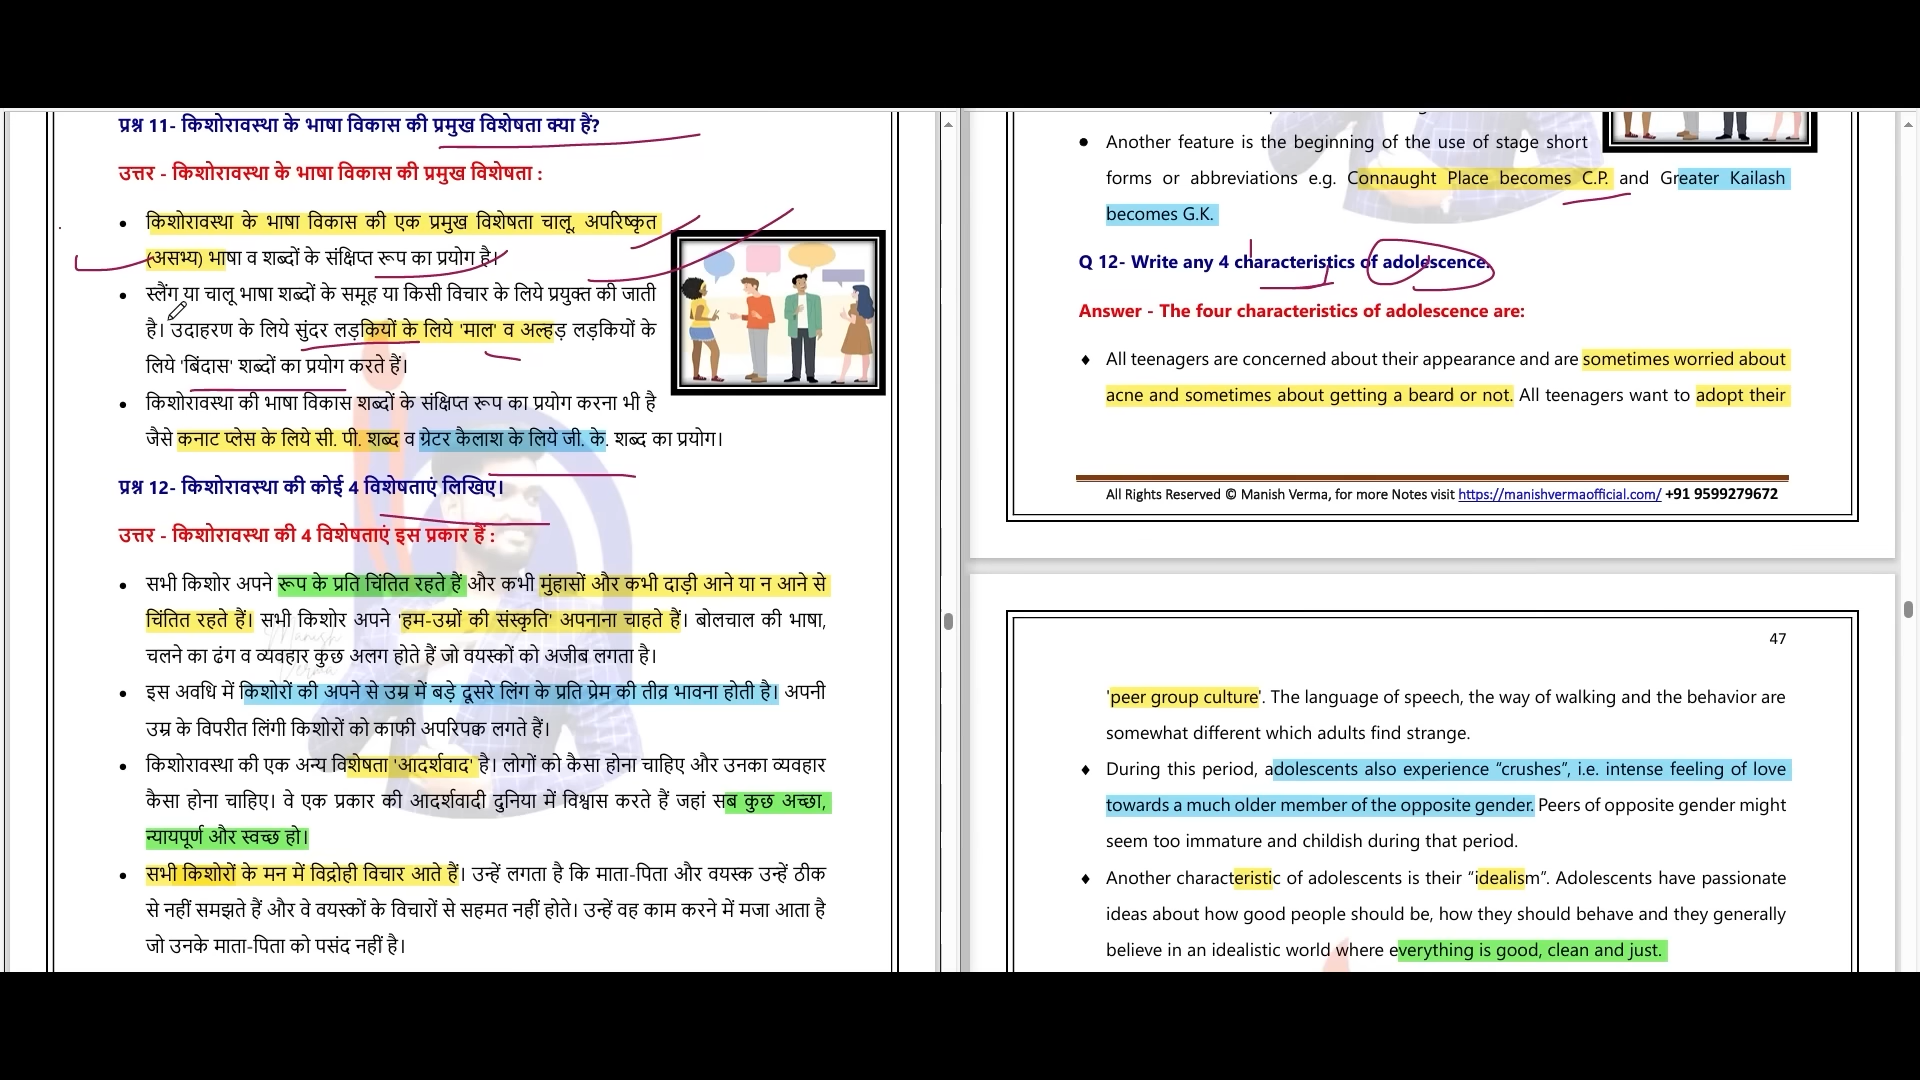 प्रश्न 11- किशोरावस्था के भाषा विकास की प्रमुख विशेषता क्या हैं?
उत्तर - किशोरावस्था के भाषा विकास की प्रमुख विशेषता :
• किशोरावस्था के भाषा विकास की एक प्रमुख विशेषता चालू, अपरिष्कृत
(असभ्य) भाषा व शब्दों के संक्षिप्त रूप का प्रयोग है।
• स्लैंग या चालू भाषा शब्दों के समूह या किसी विचार के लिये प्रयुक्त की जाती
है। उदाहरण के लिये सुंदर लड़कियों के लिये 'माल' व अल्हड़ लड़कियों के
लिये 'बिंदास' शब्दों का प्रयोग करते हैं।
• किशोरावस्था की भाषा विकास शब्दों के संक्षिप्त रूप का प्रयोग करना भी है
जैसे कनाट प्लेस के लिये सी. पी. शब्द व ग्रेटर कैलाश के लिये जी. के. शब्द का प्रयोग।
प्रश्न 12- किशोरावस्था की कोई 4 विशेषताएं लिखिए।
उत्तर - किशोरावस्था की 4 विशेषताएं इस प्रकार हैं :
• सभी किशोर अपने रूप के प्रति चिंतित रहते हैं और कभी मुंहासों और कभी दाड़ी आने या न आने से
चिंतित रहते हैं। सभी किशोर अपने 'हम-उम्रों की संस्कृति' अपनाना चाहते हैं। बोलचाल की भाषा,
चलने का ढंग व व्यवहार कुछ अलग होते हैं जो वयस्कों को अजीब लगता है।
• इस अवधि में किशोरों की अपने से उम्र में बड़े दूसरे लिंग के प्रति प्रेम की तीव्र भावना होती है। अपनी
उम्र के विपरीत लिंगी किशोरों को काफी अपरिपक्व लगते हैं।
• किशोरावस्था की एक अन्य विशेषता 'आदर्शवाद' है। लोगों को कैसा होना चाहिए और उनका व्यवहार
कैसा होना चाहिए। वे एक प्रकार की आदर्शवादी दुनिया में विश्वास करते हैं जहां सब कुछ अच्छा,
न्यायपूर्ण और स्वच्छ हो।
• सभी किशोरों के मन में विद्रोही विचार आते हैं। उन्हें लगता है कि माता-पिता और वयस्क उन्हें ठीक
से नहीं समझते हैं और वे वयस्कों के विचारों से सहमत नहीं होते। उन्हें वह काम करने में मजा आता है
जो उनके माता-पिता को पसंद नहीं है।
Manish
Verma
• Another feature is the beginning of the use of stage short
forms or abbreviations e.g. Connaught Place becomes C.P. and Greater Kailash
becomes G.K.
Q 12- Write any 4 characteristics of adolescence.
Answer - The four characteristics of adolescence are:
♦ All teenagers are concerned about their appearance and are sometimes worried about
acne and sometimes about getting a beard or not. All teenagers want to adopt their
All Rights Reserved © Manish Verma, for more Notes visit https://manishvermaofficial.com/ +91 9599279672
47
'peer group culture'. The language of speech, the way of walking and the behavior are
somewhat different which adults find strange.
♦ During this period, adolescents also experience “crushes”, i.e. intense feeling of love
towards a much older member of the opposite gender. Peers of opposite gender might
seem too immature and childish during that period.
♦ Another characteristic of adolescents is their “idealism”. Adolescents have passionate
ideas about how good people should be, how they should behave and they generally
believe in an idealistic world where everything is good, clean and just.